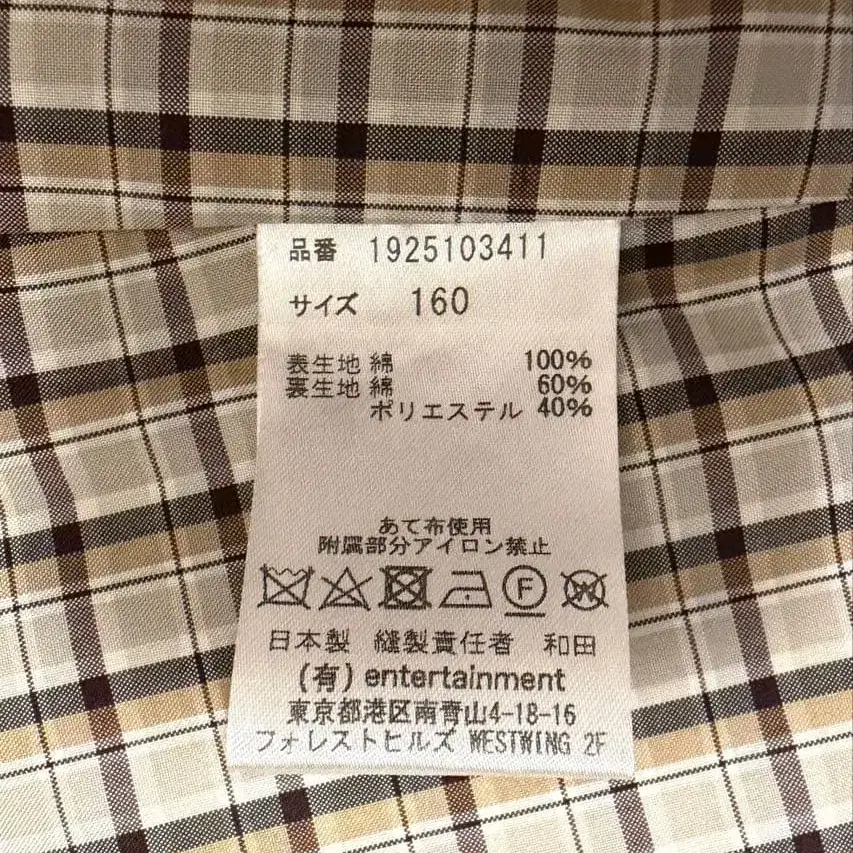 品番 1925103411
サイズ 160
表生地 綿 100%
裏生地 綿 60%
ポリエステル 40%
あて布使用
附属部分アイロン禁止
F W
日本製 縫製責任者 和田
(有) entertainment
東京都港区南青山4-18-16
フォレストヒルズ WESTWING 2F